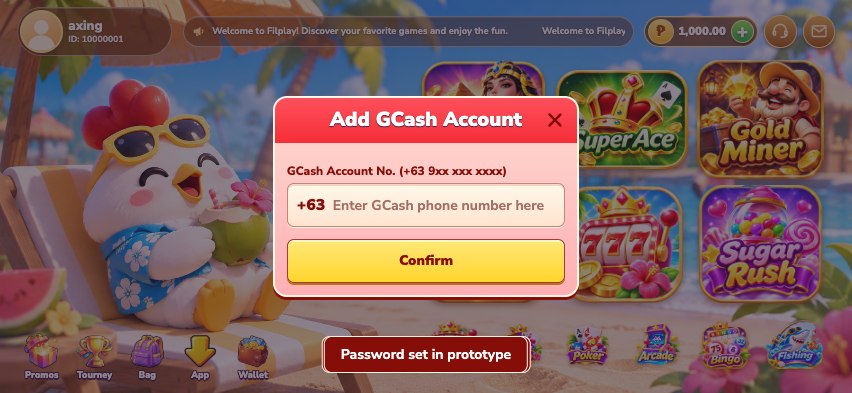 axing
ID: 10000001
Welcome to Filplay! Discover your favorite games and enjoy the fun.
Welcome to Filplay
₱ 1,000.00
Add GCash Account
GCash Account No. (+63 9xx xxx xxxx)
+63 Enter GCash phone number here
Confirm
Super Ace
Gold Miner
777
Sugar Rush
Password set in prototype
Promos
Tourney
Bag
App
Wallet
Poker
Arcade
Bingo
Fishing